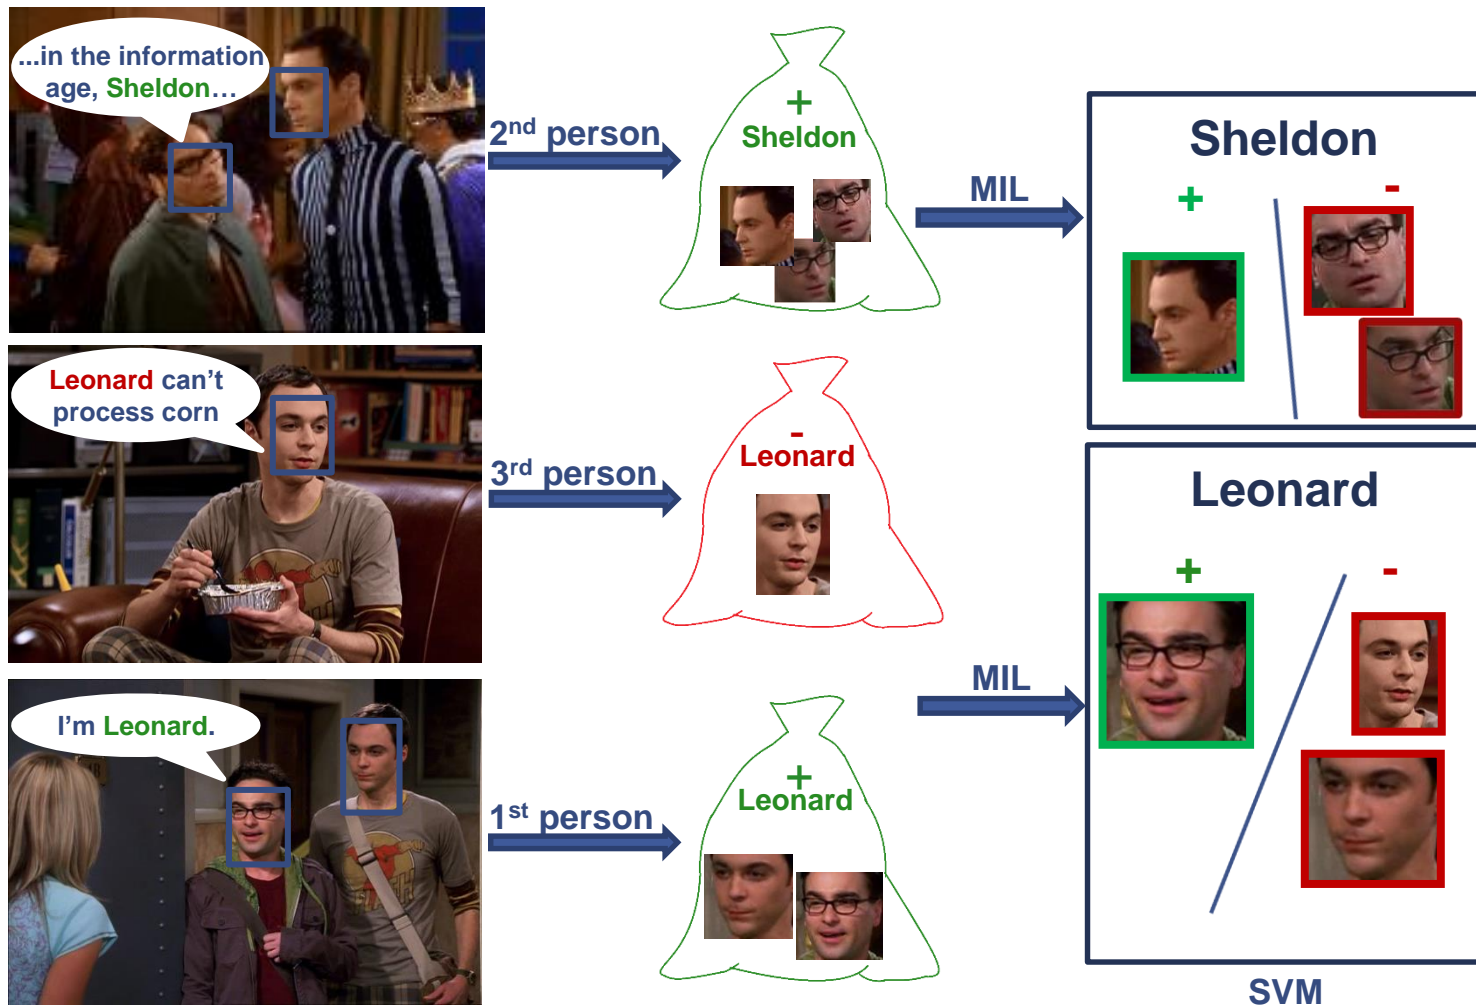 ...in the information
age, Sheldon...
2nd person
+
Sheldon
MIL
Sheldon
+
-
Leonard can't
process corn
3rd person
-
Leonard
Leonard
+
-
MIL
I'm Leonard.
1st person
+
Leonard
SVM